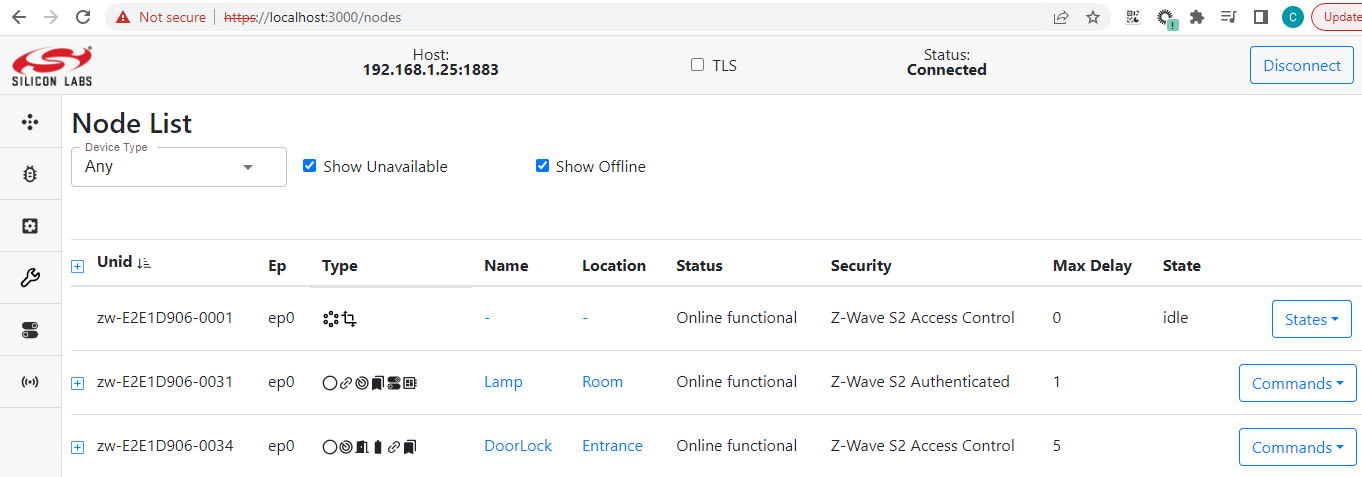 Not secure https://localhost:3000/nodes Update
SILICON LABS
Host:
192.168.1.25:1883
TLS
Status:
Connected
Disconnect
Node List
Device Type
Any
Show Unavailable
Show Offline
Unid Ep Type Name Location Status Security Max Delay State
zw-E2E1D906-0001 ep0 - - Online functional Z-Wave S2 Access Control 0 idle States
zw-E2E1D906-0031 ep0 Lamp Room Online functional Z-Wave S2 Authenticated 1 Commands
zw-E2E1D906-0034 ep0 DoorLock Entrance Online functional Z-Wave S2 Access Control 5 Commands